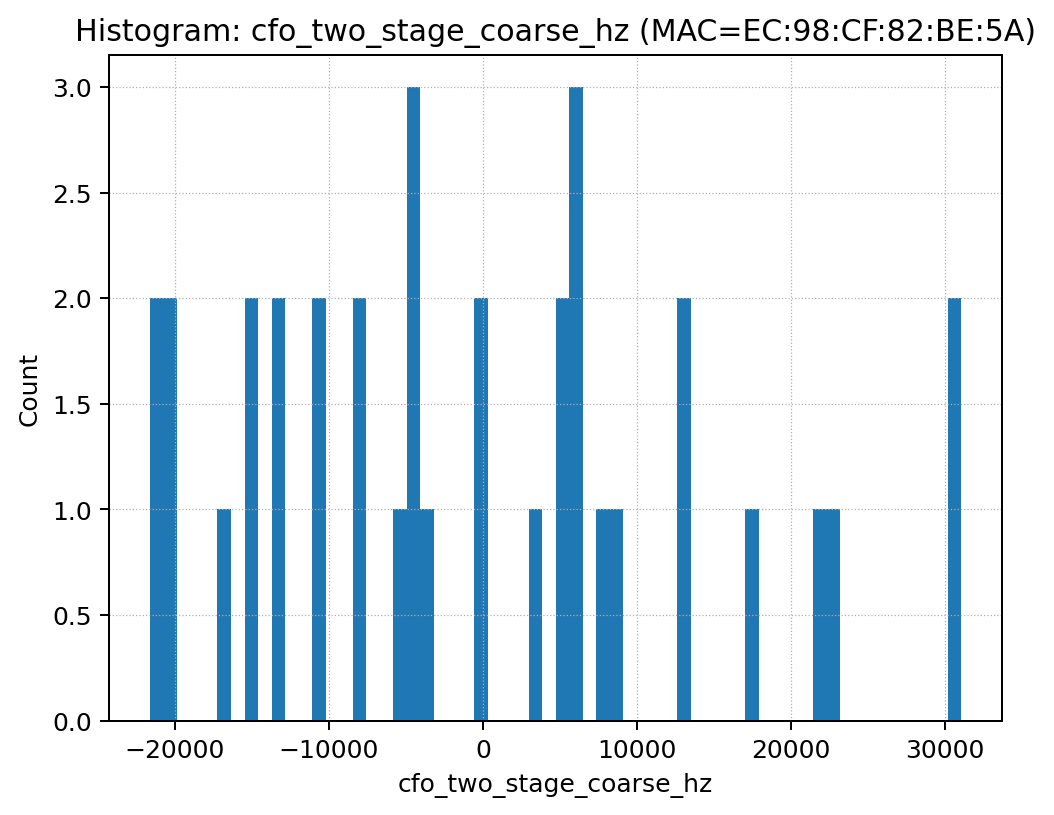 Histogram: cfo_two_stage_coarse_hz (MAC=EC:98:CF:82:BE:5A)
3.0
2.5
2.0
1.5
1.0
0.5
0.0
Count
−20000 −10000 0 10000 20000 30000
cfo_two_stage_coarse_hz